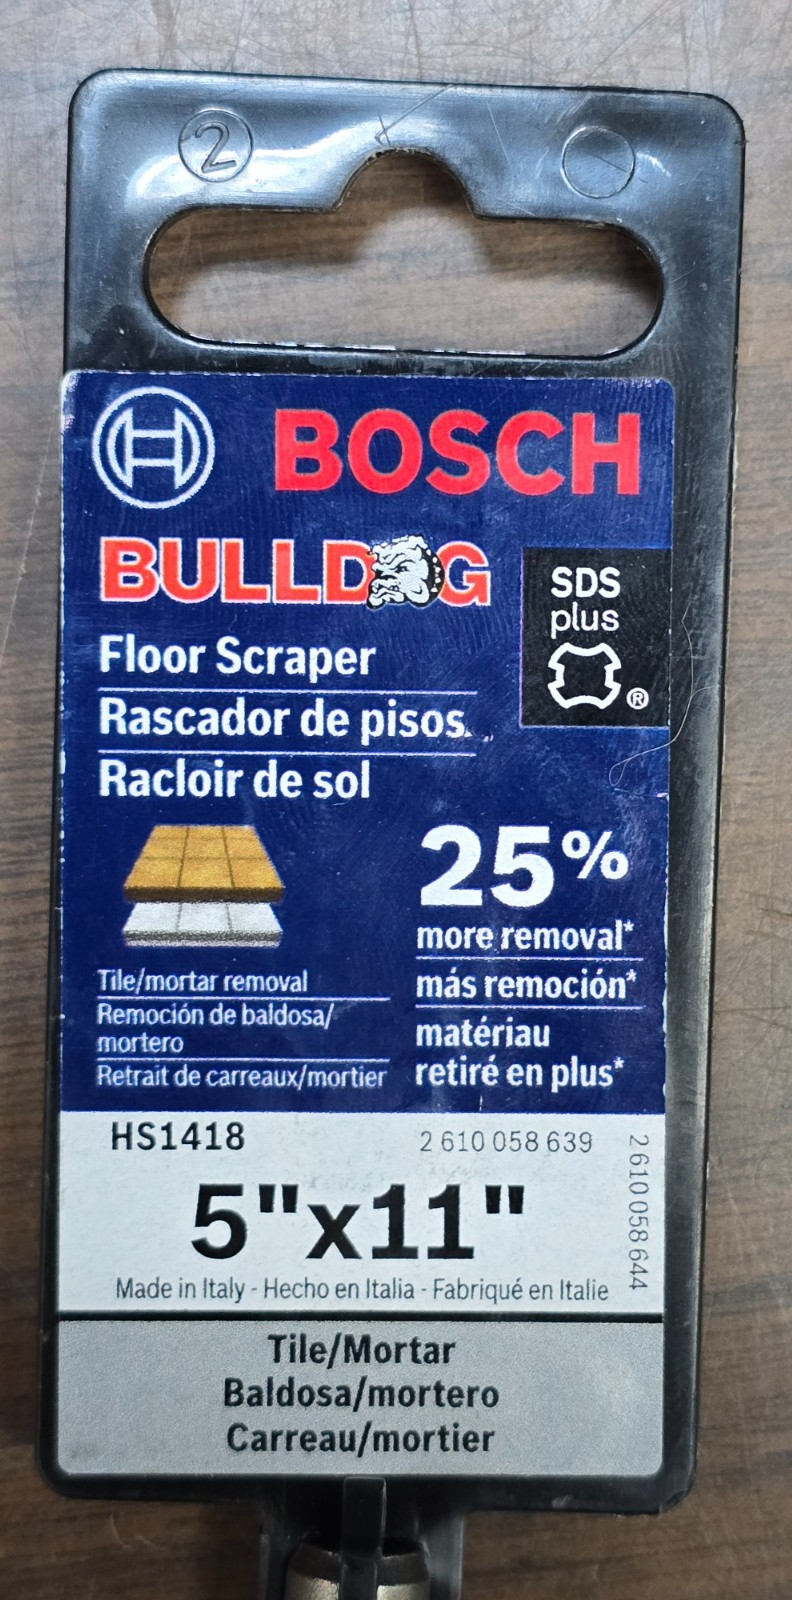 2
BOSCH
BULLDOG
SDS
plus
®
Floor Scraper
Rascador de pisos
Racloir de sol
25%
more removal*
más remoción*
matériau
retiré en plus*
Tile/mortar removal
Remoción de baldosa/
mortero
Retrait de carreaux/mortier
HS1418
2 610 058 639
2 610 058 644
5"x11"
Made in Italy - Hecho en Italia - Fabriqué en Italie
Tile/Mortar
Baldosa/mortero
Carreau/mortier